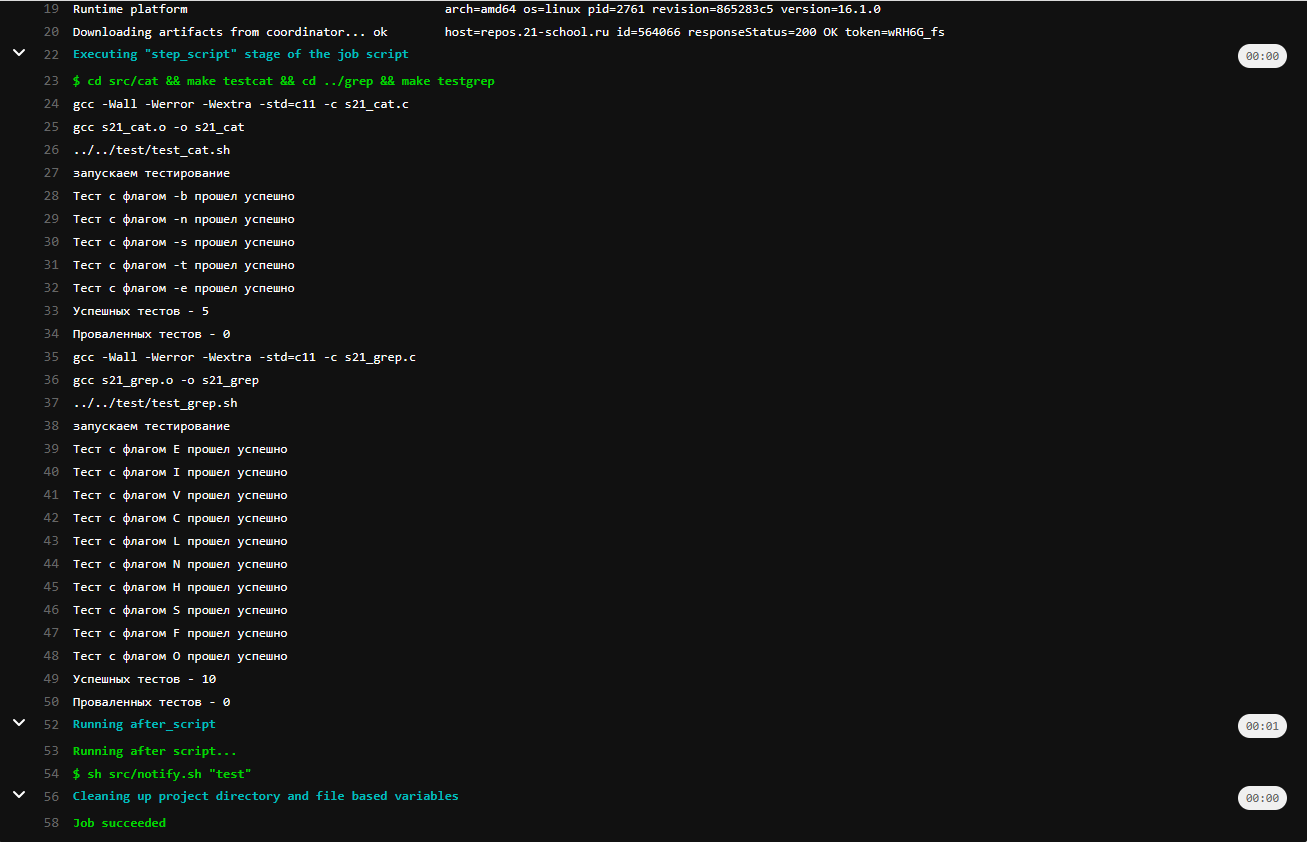 19 Runtime platform arch=amd64 os=linux pid=2761 revision=865283c5 version=16.1.0
20 Downloading artifacts from coordinator... ok host=repos.21-school.ru id=564066 responseStatus=200 OK token=wRH6G_fs
22 Executing "step_script" stage of the job script 00:00
23 $ cd src/cat && make testcat && cd ../grep && make testgrep
24 gcc -Wall -Werror -Wextra -std=c11 -c s21_cat.c
25 gcc s21_cat.o -o s21_cat
26 ../../test/test_cat.sh
27 запускаем тестирование
28 Тест с флагом -b прошел успешно
29 Тест с флагом -n прошел успешно
30 Тест с флагом -s прошел успешно
31 Тест с флагом -t прошел успешно
32 Тест с флагом -e прошел успешно
33 Успешных тестов - 5
34 Проваленных тестов - 0
35 gcc -Wall -Werror -Wextra -std=c11 -c s21_grep.c
36 gcc s21_grep.o -o s21_grep
37 ../../test/test_grep.sh
38 запускаем тестирование
39 Тест с флагом E прошел успешно
40 Тест с флагом I прошел успешно
41 Тест с флагом V прошел успешно
42 Тест с флагом C прошел успешно
43 Тест с флагом L прошел успешно
44 Тест с флагом N прошел успешно
45 Тест с флагом H прошел успешно
46 Тест с флагом S прошел успешно
47 Тест с флагом F прошел успешно
48 Тест с флагом O прошел успешно
49 Успешных тестов - 10
50 Проваленных тестов - 0
52 Running after_script 00:01
53 Running after script...
54 $ sh src/notify.sh "test"
56 Cleaning up project directory and file based variables 00:00
58 Job succeeded